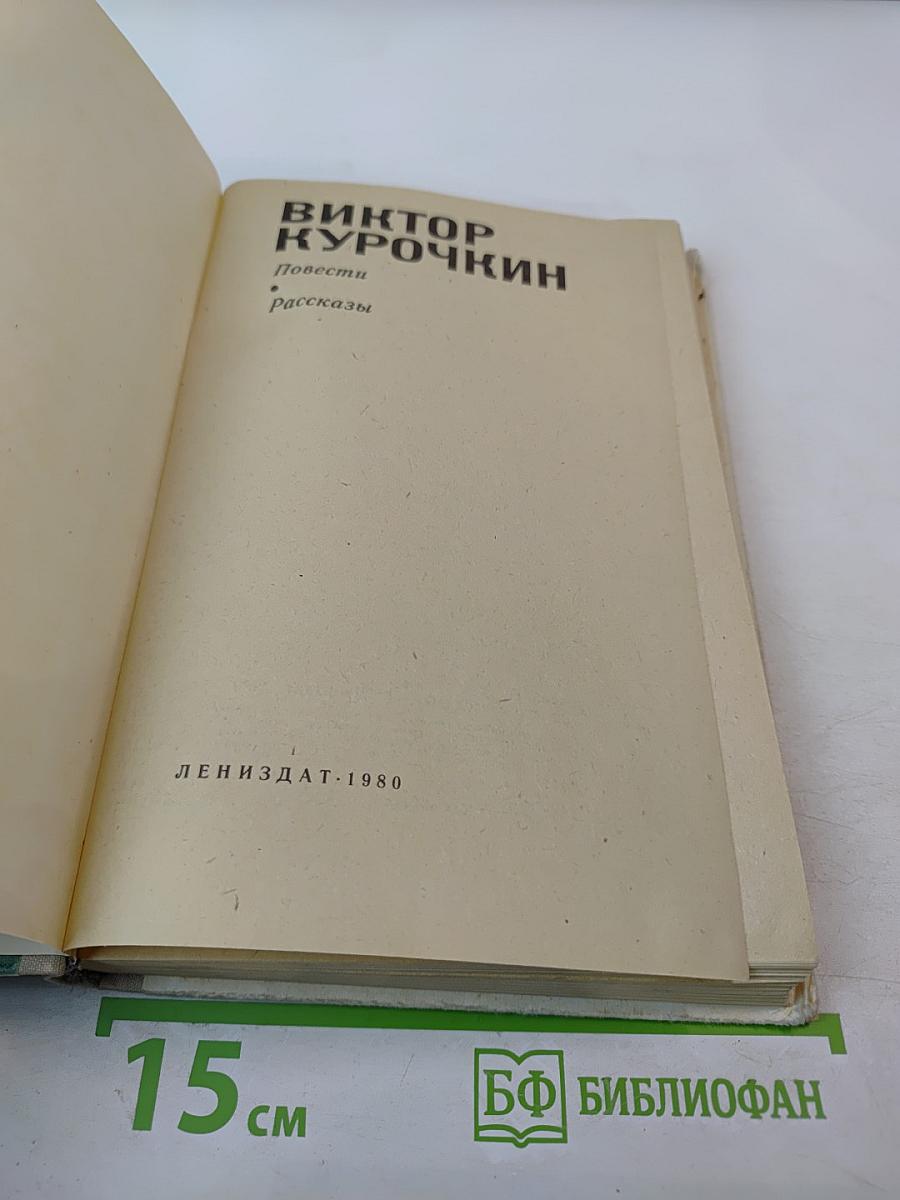 ВИКТОР
КУРОЧКИН
Повести
•
рассказы
ЛЕНИЗДАТ·1980
15 см
БФ БИБЛИОФАН